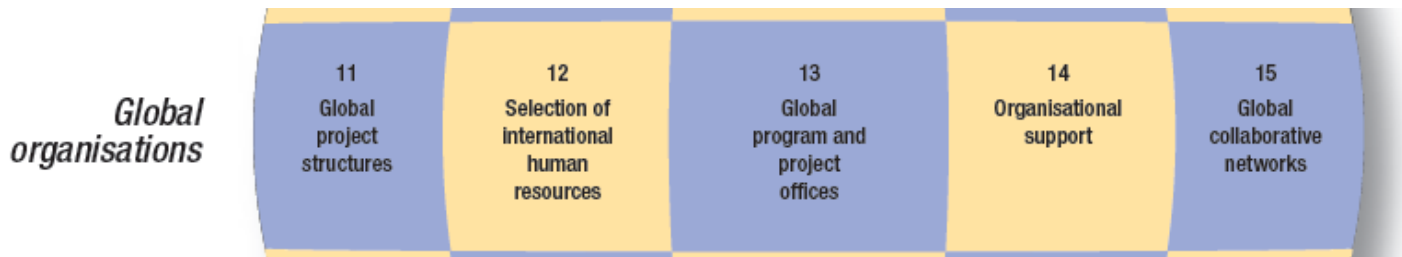 Global
organisations
11
Global
project
structures
12
Selection of
international
human
resources
13
Global
program and
project
offices
14
Organisational
support
15
Global
collaborative
networks